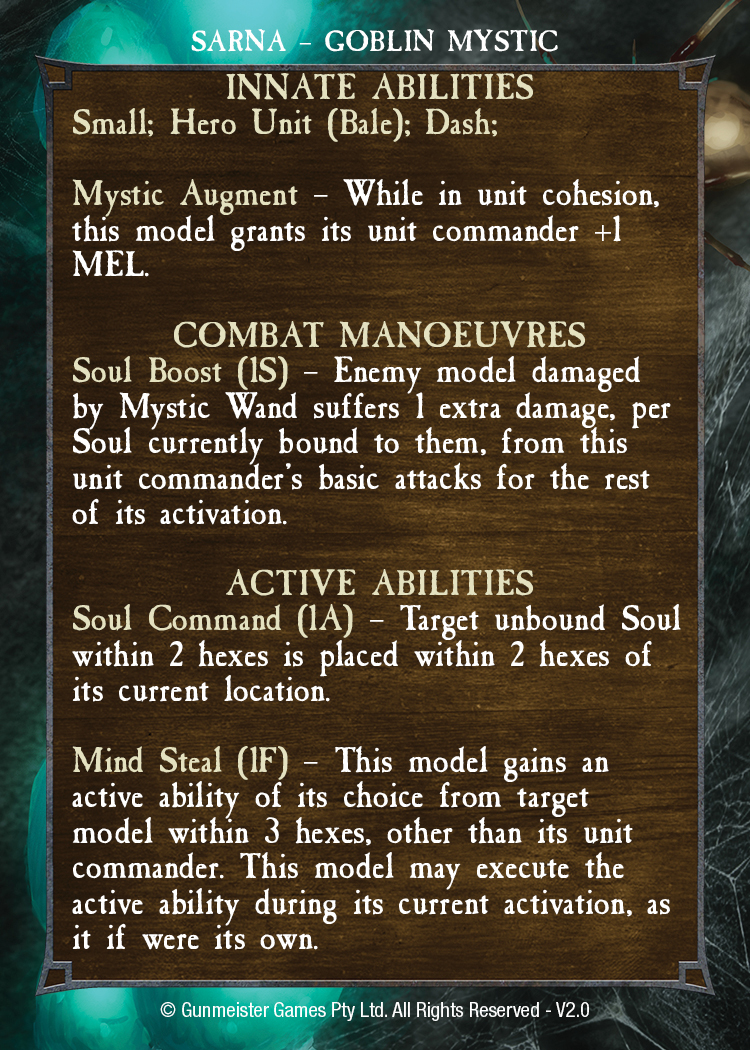 SARNA – GOBLIN MYSTIC
INNATE ABILITIES
Small; Hero Unit (Bale); Dash;
Mystic Augment – While in unit cohesion,
this model grants its unit commander +1
MEL.
COMBAT MANOEUVRES
Soul Boost (1S) – Enemy model damaged
by Mystic Wand suffers 1 extra damage, per
Soul currently bound to them, from this
unit commander's basic attacks for the rest
of its activation.
ACTIVE ABILITIES
Soul Command (1A) – Target unbound Soul
within 2 hexes is placed within 2 hexes of
its current location.
Mind Steal (1F) – This model gains an
active ability of its choice from target
model within 3 hexes, other than its unit
commander. This model may execute the
active ability during its current activation, as
it if were its own.
© Gunmeister Games Pty Ltd. All Rights Reserved - V2.0